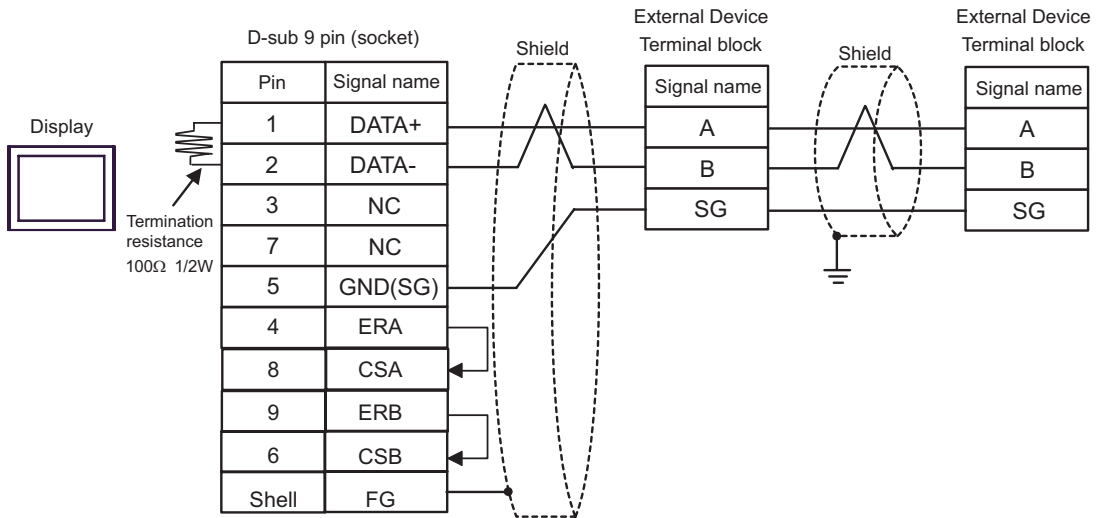 External Device
Terminal block
External Device
Terminal block
D-sub 9 pin (socket)
Shield
Shield
Pin Signal name
Signal name
Signal name
Display
1 DATA+
A
A
2 DATA-
B
B
3 NC
SG
SG
Termination
resistance
100Ω 1/2W
7 NC
5 GND(SG)
4 ERA
8 CSA
9 ERB
6 CSB
Shell FG